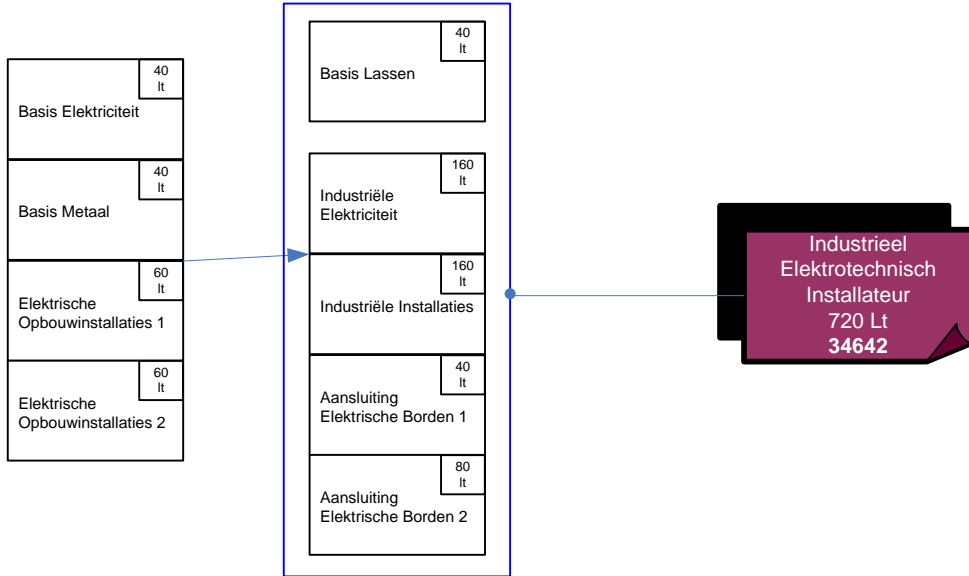 40
lt
Basis Elektriciteit
40
lt
Basis Metaal
60
lt
Elektrische
Opbouwinstallaties 1
60
lt
Elektrische
Opbouwinstallaties 2
40
lt
Basis Lassen
160
lt
Industriële
Elektriciteit
160
lt
Industriële Installaties
40
lt
Aansluiting
Elektrische Borden 1
80
lt
Aansluiting
Elektrische Borden 2
Industrieel
Elektrotechnisch
Installateur
720 Lt
34642